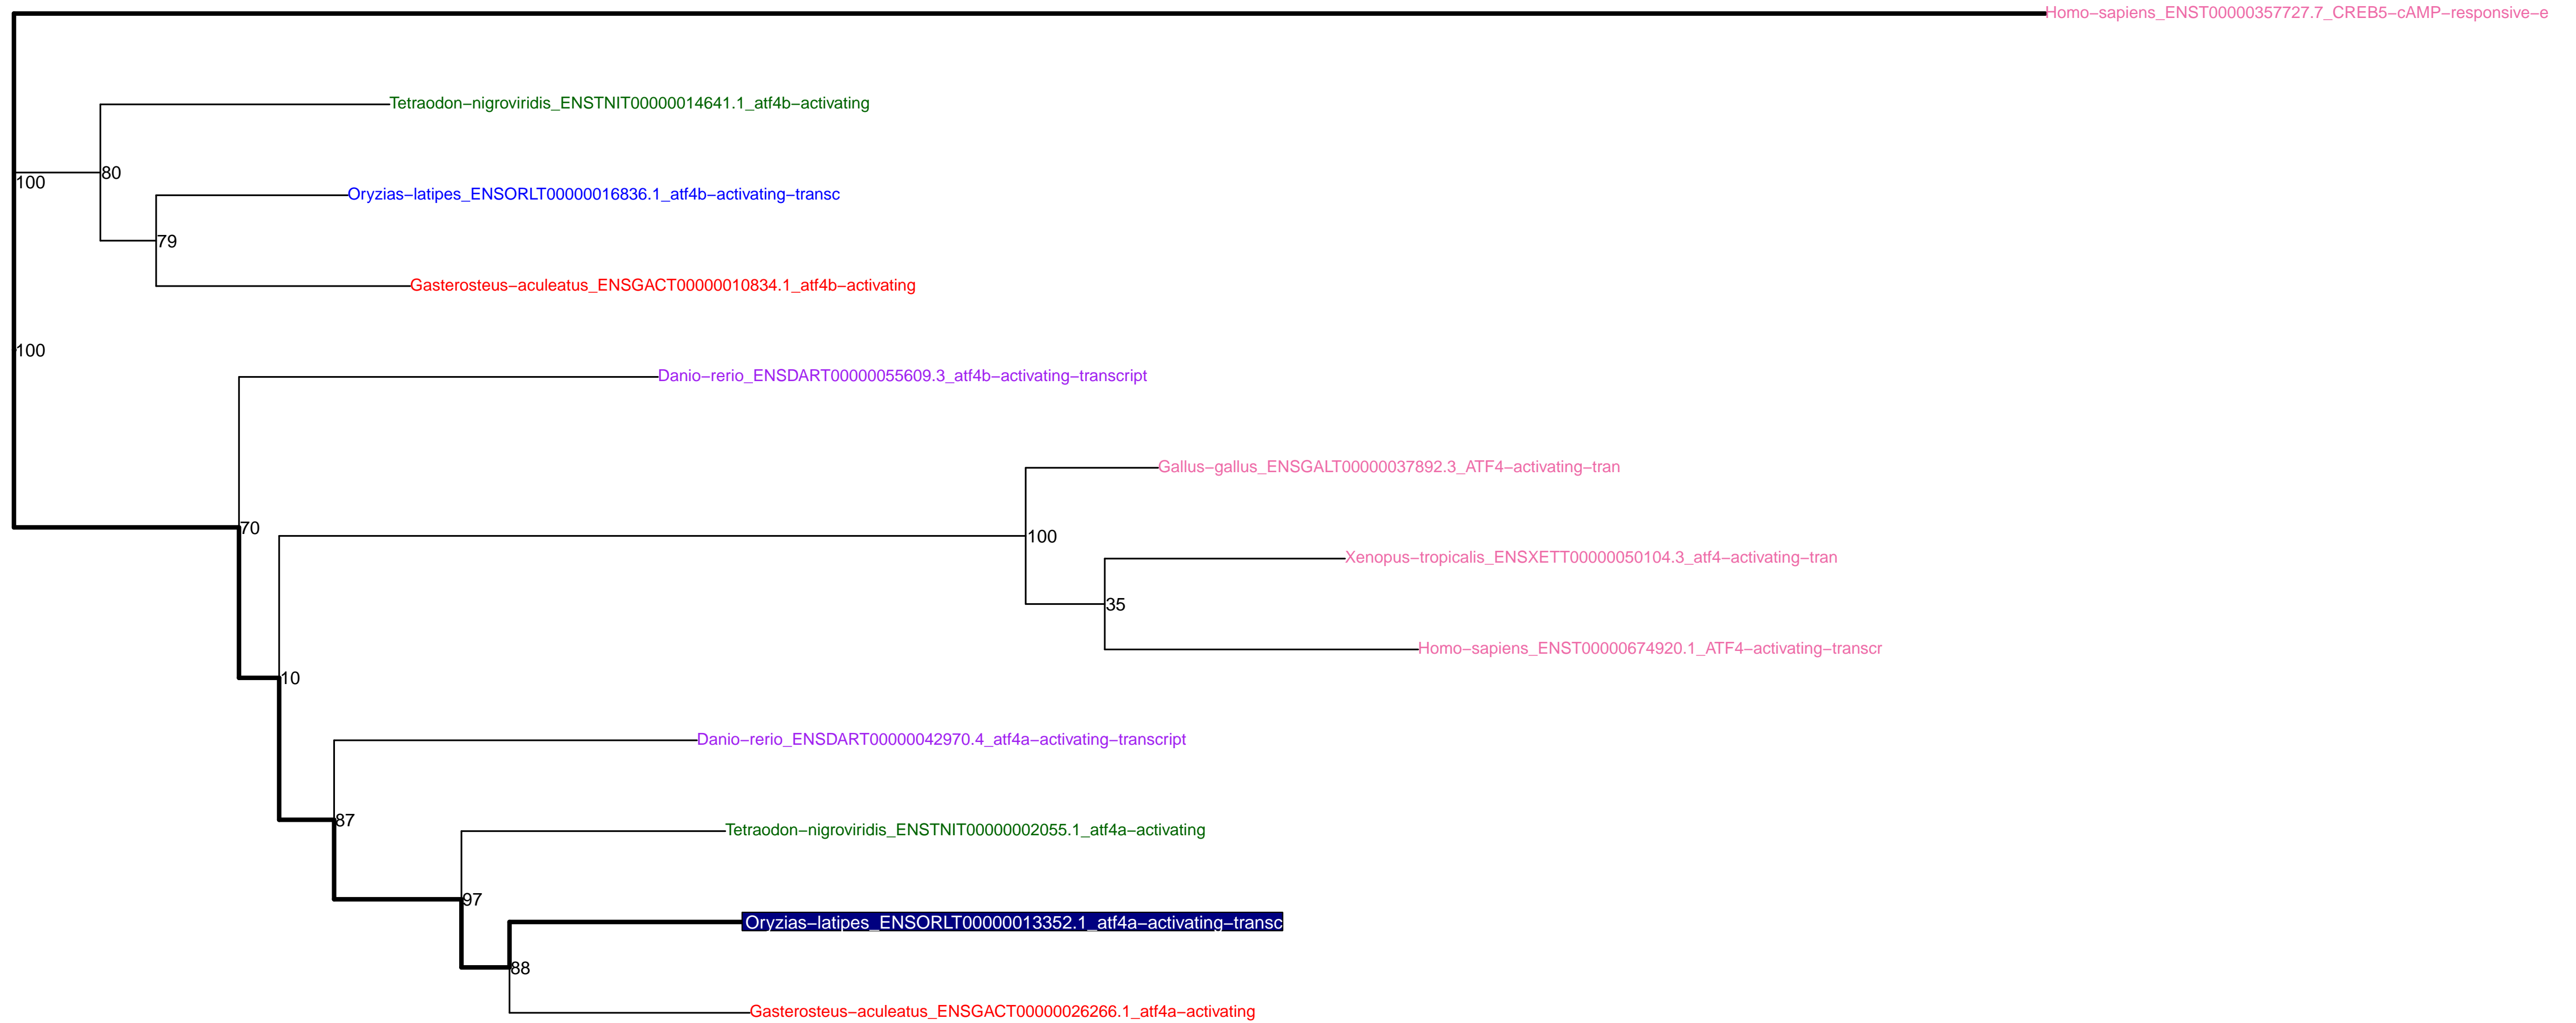 Homo−sapiens_ENST00000357727.7_CREB5−cAMP−responsive−e
Tetraodon−nigroviridis_ENSTNIT00000014641.1_atf4b−activating
80
100
Oryzias−latipes_ENSORLT00000016836.1_atf4b−activating−transc
79
Gasterosteus−aculeatus_ENSGACT00000010834.1_atf4b−activating
100
Danio−rerio_ENSDART00000055609.3_atf4b−activating−transcript
Gallus−gallus_ENSGALT00000037892.3_ATF4−activating−tran
70
100
Xenopus−tropicalis_ENSXETT00000050104.3_atf4−activating−tran
35
Homo−sapiens_ENST00000674920.1_ATF4−activating−transcr
10
Danio−rerio_ENSDART00000042970.4_atf4a−activating−transcript
87
Tetraodon−nigroviridis_ENSTNIT00000002055.1_atf4a−activating
97
Oryzias−latipes_ENSORLT00000013352.1_atf4a−activating−transc
88
Gasterosteus−aculeatus_ENSGACT00000026266.1_atf4a−activating